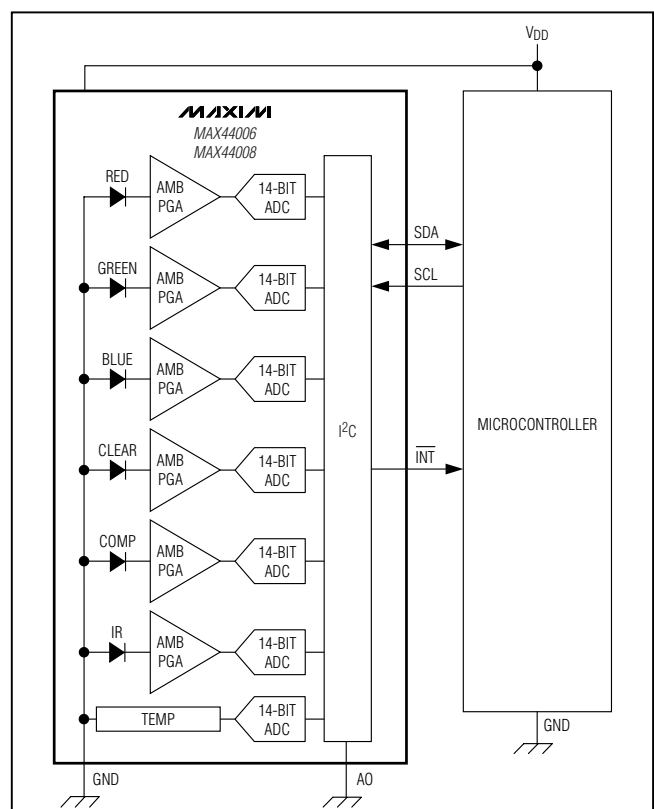 VDD
MAXIM
MAX44006
MAX44008
RED
AMB
PGA
14-BIT
ADC
GREEN
AMB
PGA
14-BIT
ADC
BLUE
AMB
PGA
14-BIT
ADC
CLEAR
AMB
PGA
14-BIT
ADC
COMP
AMB
PGA
14-BIT
ADC
IR
AMB
PGA
14-BIT
ADC
TEMP
14-BIT
ADC
I²C
SDA
SCL
INT
MICROCONTROLLER
GND
A0
GND